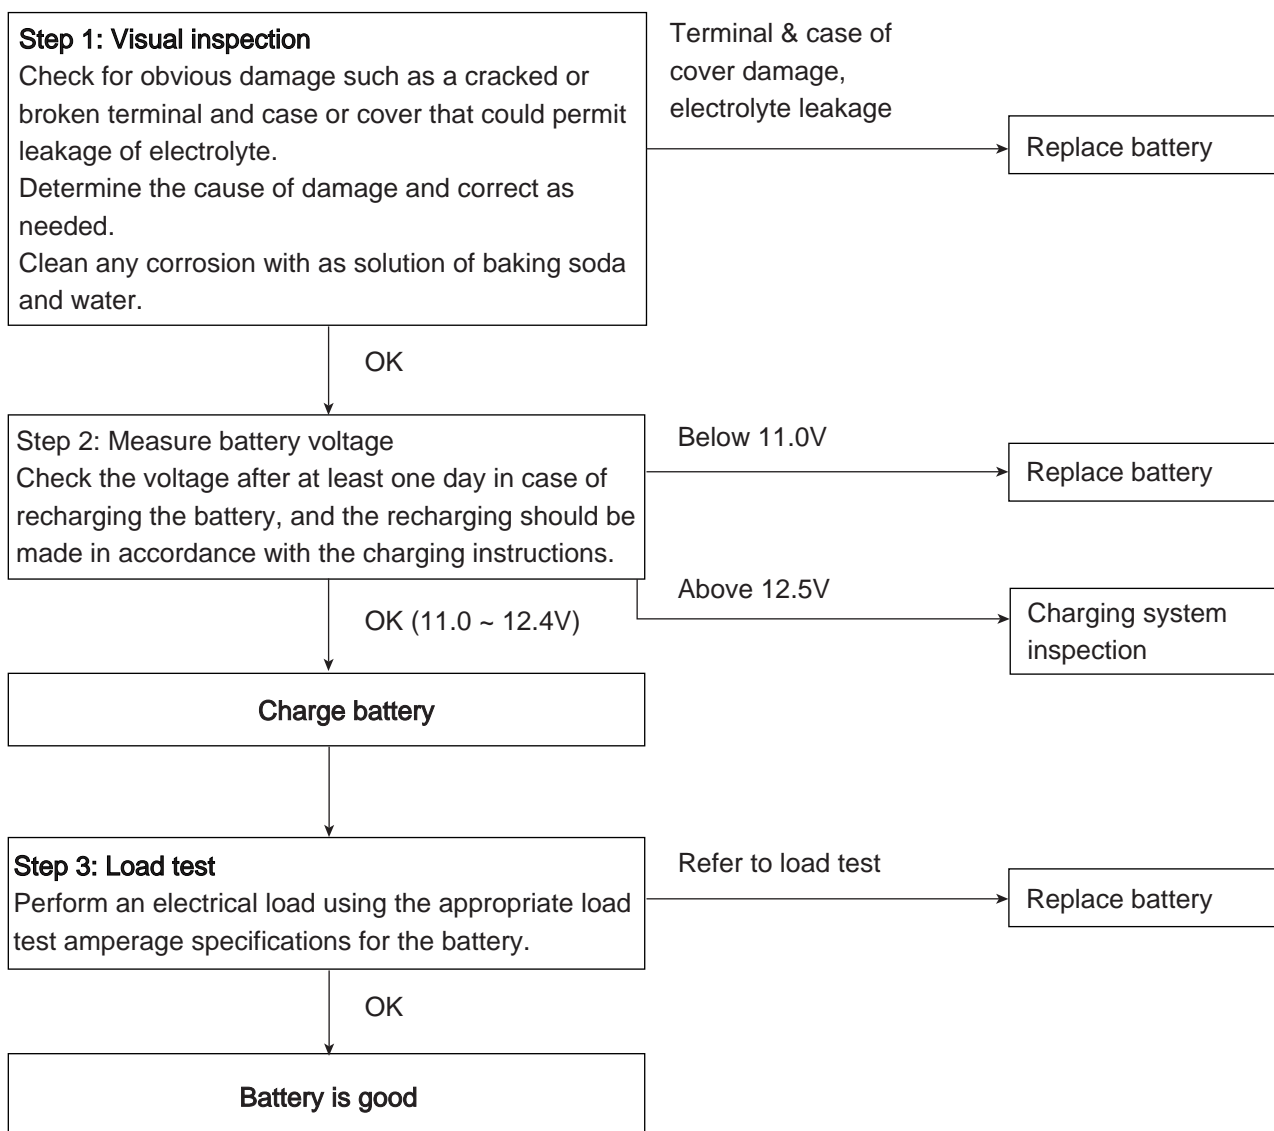 Step 1: Visual inspection
Check for obvious damage such as a cracked or
broken terminal and case or cover that could permit
leakage of electrolyte.
Determine the cause of damage and correct as
needed.
Clean any corrosion with as solution of baking soda
and water.
Terminal & case of
cover damage,
electrolyte leakage
Replace battery
OK
Step 2: Measure battery voltage
Check the voltage after at least one day in case of
recharging the battery, and the recharging should be
made in accordance with the charging instructions.
Below 11.0V
Replace battery
Above 12.5V
Charging system
inspection
OK (11.0 ~ 12.4V)
Charge battery
Step 3: Load test
Perform an electrical load using the appropriate load
test amperage specifications for the battery.
Refer to load test
Replace battery
OK
Battery is good